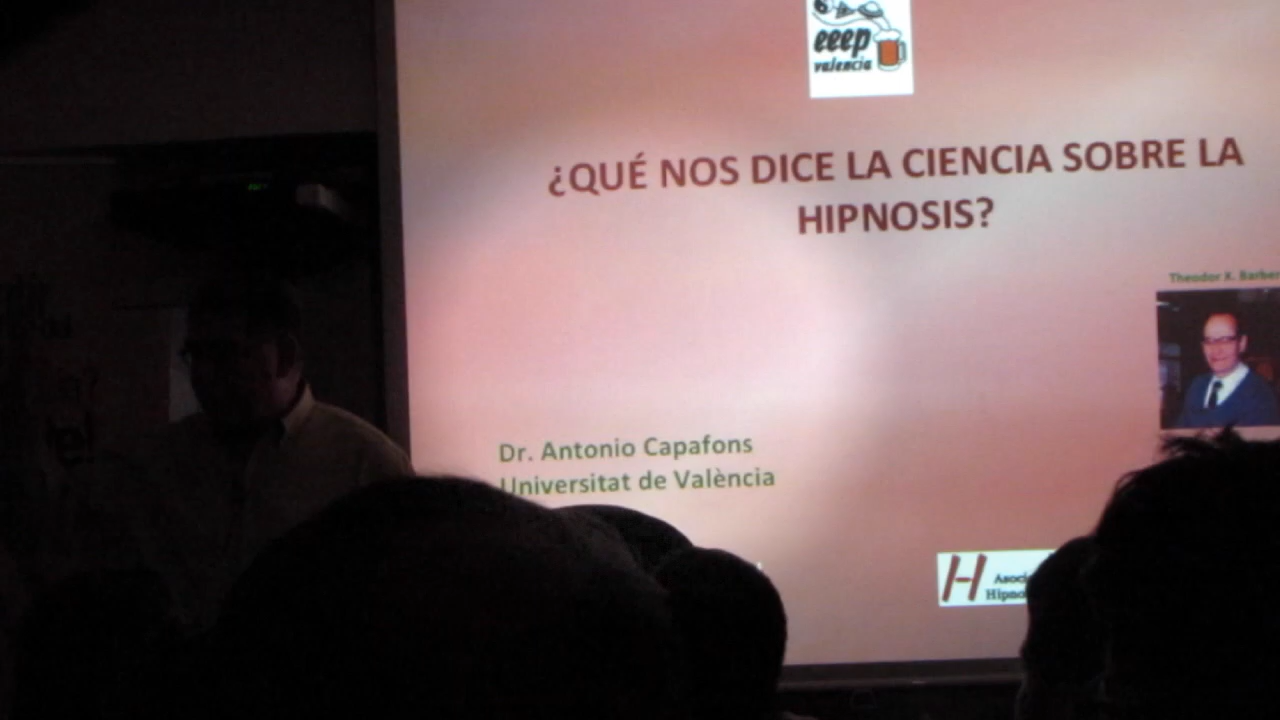 eeep
valencia
¿QUÉ NOS DICE LA CIENCIA SOBRE LA
HIPNOSIS?
Theodor X. Barber
Dr. Antonio Capafons
Universitat de València
H
Asoci
Hipno